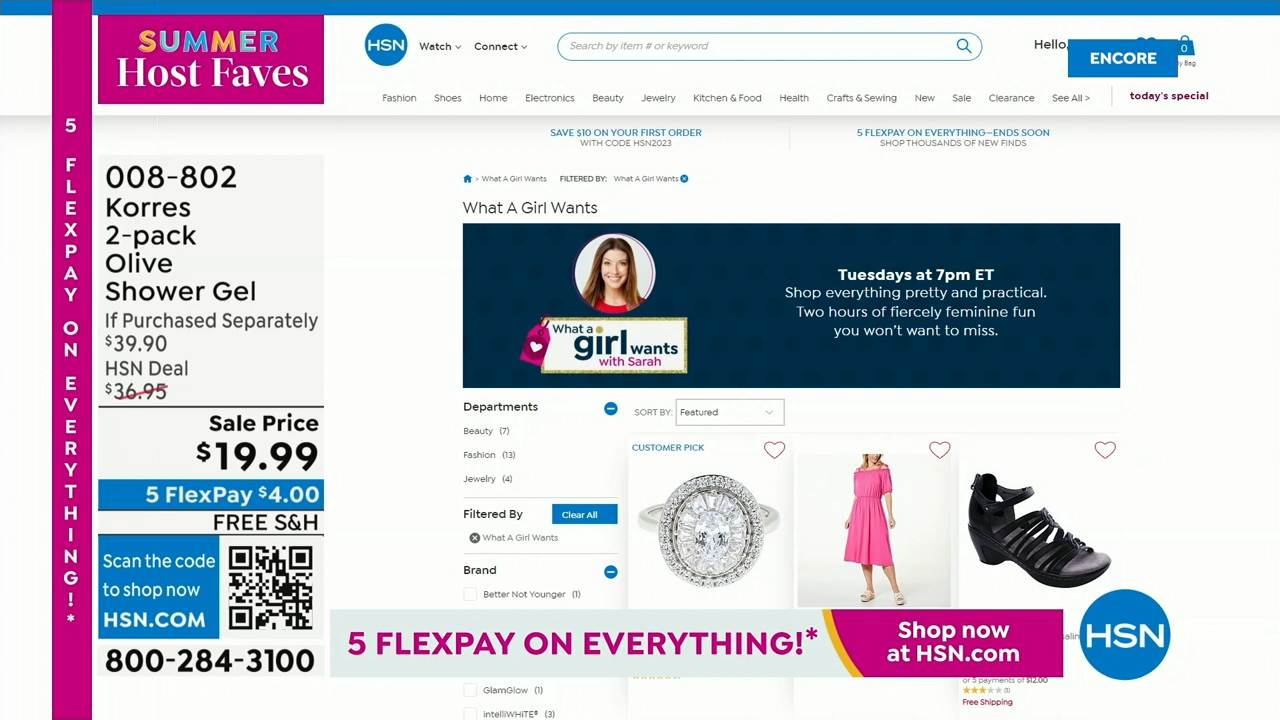 SUMMER
Host Faves
5 FLEXPAY ON EVERYTHING!*
008-802
Korres
2-pack
Olive
Shower Gel
If Purchased Separately
$39.90
HSN Deal
$36.95
Sale Price
$19.99
5 FlexPay $4.00
FREE S&H
Scan the code
to shop now
HSN.COM
800-284-3100
HSN
Watch
Connect
Search by item # or keyword
Hello,
0
ENCORE
Bag
Fashion Shoes Home Electronics Beauty Jewelry Kitchen & Food Health Crafts & Sewing New Sale Clearance See All > today's special
SAVE $10 ON YOUR FIRST ORDER
WITH CODE HSN2023
5 FLEXPAY ON EVERYTHING—ENDS SOON
SHOP THOUSANDS OF NEW FINDS
> What A Girl Wants FILTERED BY: What A Girl Wants
What A Girl Wants
What a
girl wants
with Sarah
Tuesdays at 7pm ET
Shop everything pretty and practical.
Two hours of fiercely feminine fun
you won't want to miss.
Departments
Beauty (7)
Fashion (13)
Jewelry (4)
Filtered By
Clear All
What A Girl Wants
Brand
Better Not Younger (1)
GlamGlow (1)
intelliWHiTE® (3)
SORT BY: Featured
CUSTOMER PICK
or 5 payments of $12.00
(1)
Free Shipping
5 FLEXPAY ON EVERYTHING!*
Shop now
at HSN.com
HSN